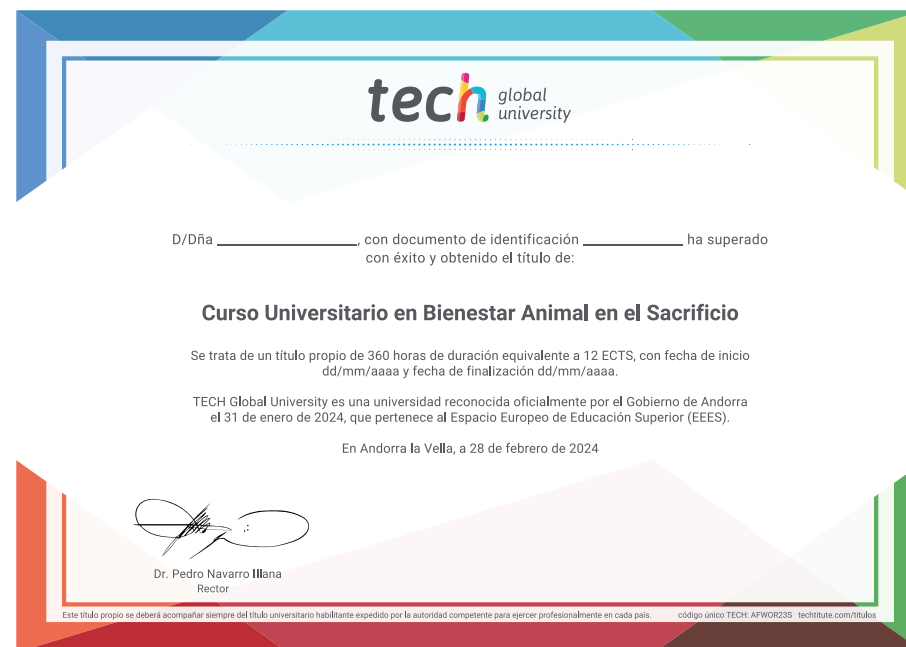 tech global university
D/Dña ______________________, con documento de identificación ______________ ha superado
con éxito y obtenido el título de:
Curso Universitario en Bienestar Animal en el Sacrificio
Se trata de un título propio de 360 horas de duración equivalente a 12 ECTS, con fecha de inicio
dd/mm/aaaa y fecha de finalización dd/mm/aaaa.
TECH Global University es una universidad reconocida oficialmente por el Gobierno de Andorra
el 31 de enero de 2024, que pertenece al Espacio Europeo de Educación Superior (EEES).
En Andorra la Vella, a 28 de febrero de 2024
Dr. Pedro Navarro Illana
Rector
Este título propio se deberá acompañar siempre del título universitario habilitante expedido por la autoridad competente para ejercer profesionalmente en cada país. código único TECH: AFWOR23S techtitute.com/titulos